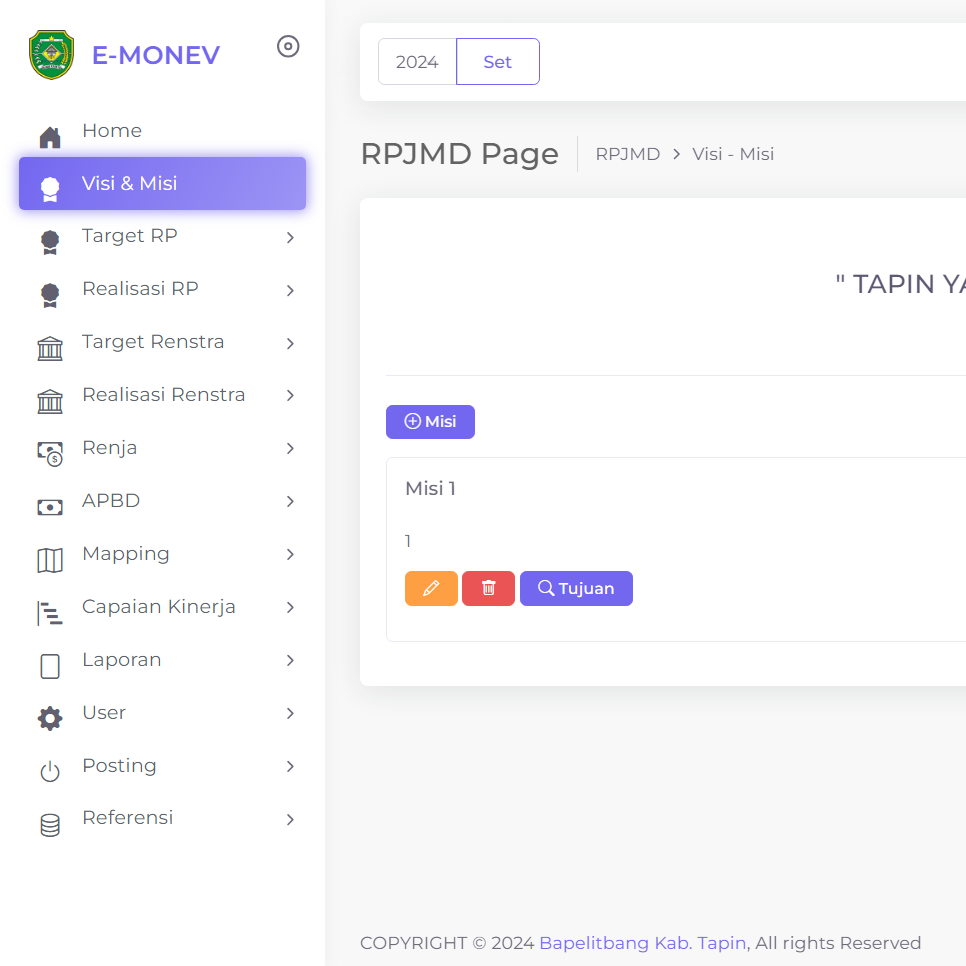 E-MONEV
Home
Visi & Misi
Target RP
Realisasi RP
Target Renstra
Realisasi Renstra
Renja
APBD
Mapping
Capaian Kinerja
Laporan
User
Posting
Referensi
2024 Set
RPJMD Page RPJMD > Visi - Misi
" TAPIN YA
Misi
Misi 1
1
Tujuan
COPYRIGHT © 2024 Bapelitbang Kab. Tapin, All rights Reserved